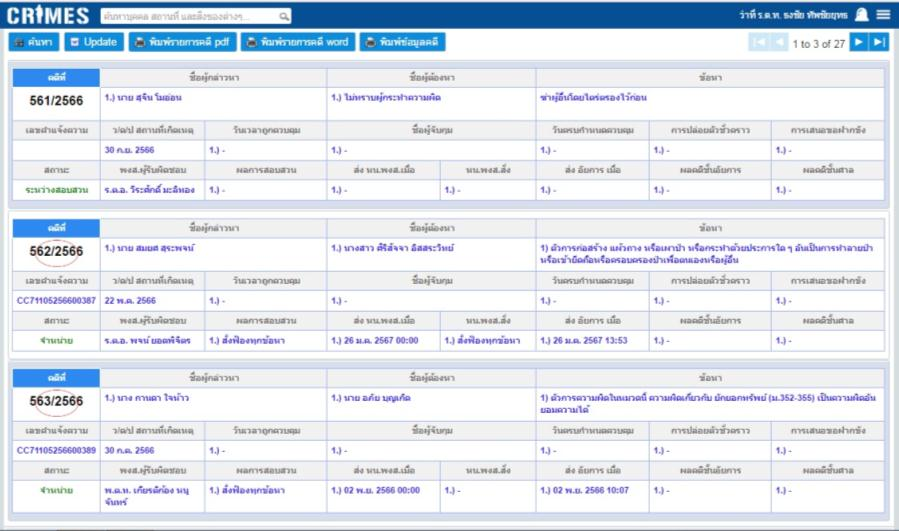 CRIMES ค้นหาบุคคล สถานที่ และสิ่งของต่างๆ... ว่าที่ ร.ต.ท. ธงชัย ทัพชัยยุทธ
ค้นหา Update พิมพ์รายการคดี pdf พิมพ์รายการคดี word พิมพ์ข้อมูลคดี 1 to 3 of 27
คดีที่ ชื่อผู้กล่าวหา ชื่อผู้ต้องหา ข้อหา
561/2566 1.) นาย สุจิน โมอ่อน 1.) ไม่ทราบผู้กระทำความผิด ฆ่าผู้อื่นโดยไตร่ตรองไว้ก่อน
เลขรับแจ้งความ ว/ด/ป สถานที่เกิดเหตุ วันเวลาถูกควบคุม ชื่อผู้จับกุม วันครบกำหนดควบคุม การปล่อยตัวชั่วคราว การเสนอขอฝากขัง
30 ก.ย. 2566 1.) - 1.) - 1.) - 1.) - 1.) -
สถานะ พงส.ผู้รับผิดชอบ ผลการสอบสวน ส่ง หน.พงส.เมื่อ หน.พงส.สั่ง ส่ง อัยการ เมื่อ ผลคดีชั้นอัยการ ผลคดีชั้นศาล
ระหว่างสอบสวน ร.ต.อ. วีระศักดิ์ มะลิทอง 1.) - 1.) - 1.) - 1.) - 1.) - 1.) -
คดีที่ ชื่อผู้กล่าวหา ชื่อผู้ต้องหา ข้อหา
562/2566 1.) นาย สมยศ สุระพจน์ 1.) นางสาว ศิริสัจจา อิสสระวิทย์ 1) ตัวการก่อสร้าง แผ้วถาง หรือเผาป่า หรือกระทำด้วยประการใด ๆ อันเป็นการทำลายป่า
หรือเข้ายึดถือหรือครอบครองป่าเพื่อตนเองหรือผู้อื่น
เลขรับแจ้งความ ว/ด/ป สถานที่เกิดเหตุ วันเวลาถูกควบคุม ชื่อผู้จับกุม วันครบกำหนดควบคุม การปล่อยตัวชั่วคราว การเสนอขอฝากขัง
CC71105256600387 22 พ.ค. 2566 1.) - 1.) - 1.) - 1.) - 1.) -
สถานะ พงส.ผู้รับผิดชอบ ผลการสอบสวน ส่ง หน.พงส.เมื่อ หน.พงส.สั่ง ส่ง อัยการ เมื่อ ผลคดีชั้นอัยการ ผลคดีชั้นศาล
จำหน่าย ร.ต.อ. พจน์ ยอดพิจิตร 1.) สั่งฟ้องทุกข้อหา 1.) 26 ม.ค. 2567 00:00 1.) สั่งฟ้องทุกข้อหา 1.) 26 ม.ค. 2567 13:53 1.) - 1.) -
คดีที่ ชื่อผู้กล่าวหา ชื่อผู้ต้องหา ข้อหา
563/2566 1.) นาง กานดา ใจน้าว 1.) นาย อภัย บุญเกิด 1) ตัวการความผิดในหมวดนี้ ความผิดเกี่ยวกับ ยักยอกทรัพย์ (ม.352-355) เป็นความผิดอัน
ยอมความได้
เลขรับแจ้งความ ว/ด/ป สถานที่เกิดเหตุ วันเวลาถูกควบคุม ชื่อผู้จับกุม วันครบกำหนดควบคุม การปล่อยตัวชั่วคราว การเสนอขอฝากขัง
CC71105256600389 30 ก.ค. 2566 1.) - 1.) - 1.) - 1.) - 1.) -
สถานะ พงส.ผู้รับผิดชอบ ผลการสอบสวน ส่ง หน.พงส.เมื่อ หน.พงส.สั่ง ส่ง อัยการ เมื่อ ผลคดีชั้นอัยการ ผลคดีชั้นศาล
จำหน่าย พ.ต.ท. เกียรติก้อง หนู 1.) สั่งฟ้องทุกข้อหา 1.) 02 พ.ย. 2566 00:00 1.) - 1.) 02 พ.ย. 2566 10:07 1.) - 1.) -
จันทร์